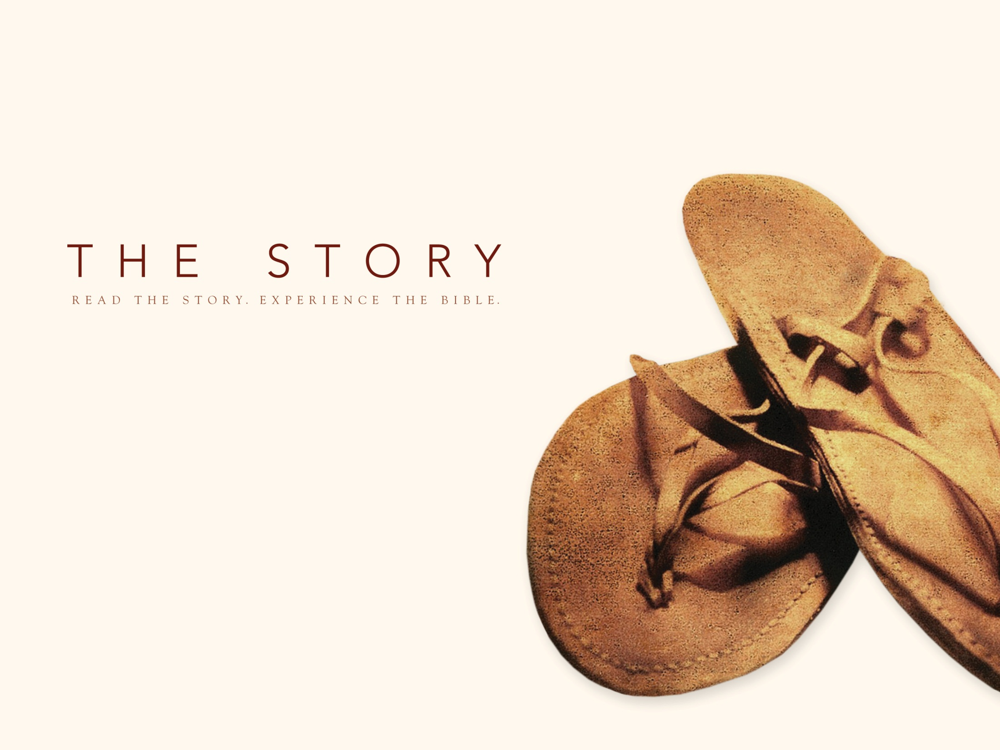 THE STORY
READ THE STORY. EXPERIENCE THE BIBLE.